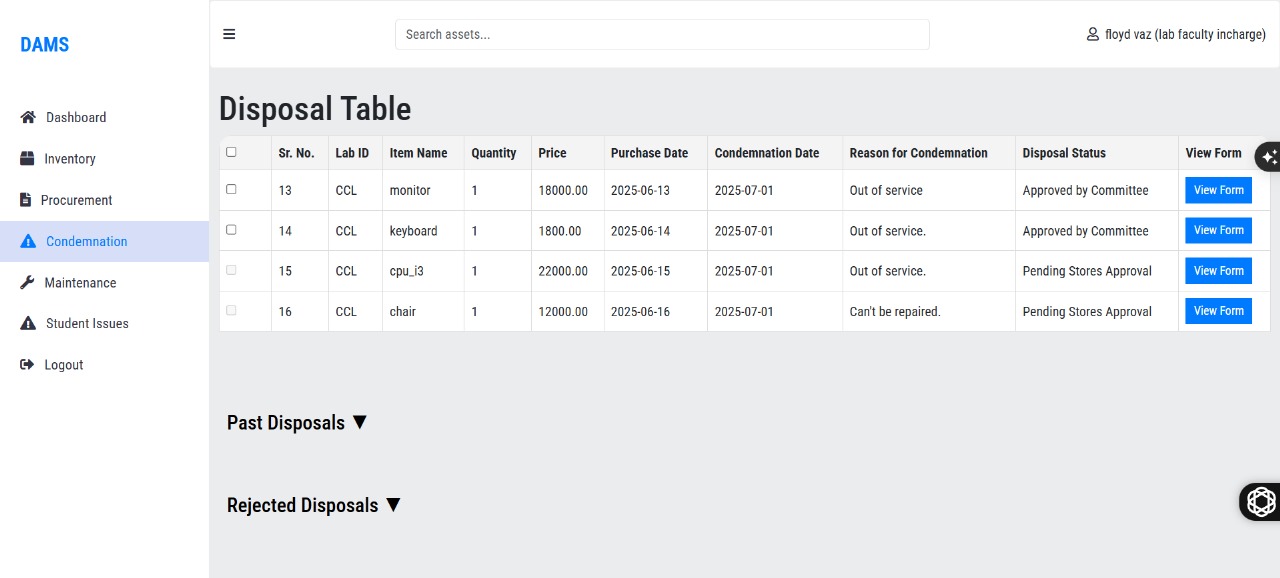 DAMS
Search assets...
floyd vaz (lab faculty incharge)
Dashboard
Inventory
Procurement
Condemnation
Maintenance
Student Issues
Logout
Disposal Table
Sr. No. Lab ID Item Name Quantity Price Purchase Date Condemnation Date Reason for Condemnation Disposal Status View Form
13 CCL monitor 1 18000.00 2025-06-13 2025-07-01 Out of service Approved by Committee View Form
14 CCL keyboard 1 1800.00 2025-06-14 2025-07-01 Out of service. Approved by Committee View Form
15 CCL cpu_i3 1 22000.00 2025-06-15 2025-07-01 Out of service. Pending Stores Approval View Form
16 CCL chair 1 12000.00 2025-06-16 2025-07-01 Can't be repaired. Pending Stores Approval View Form
Past Disposals ▼
Rejected Disposals ▼